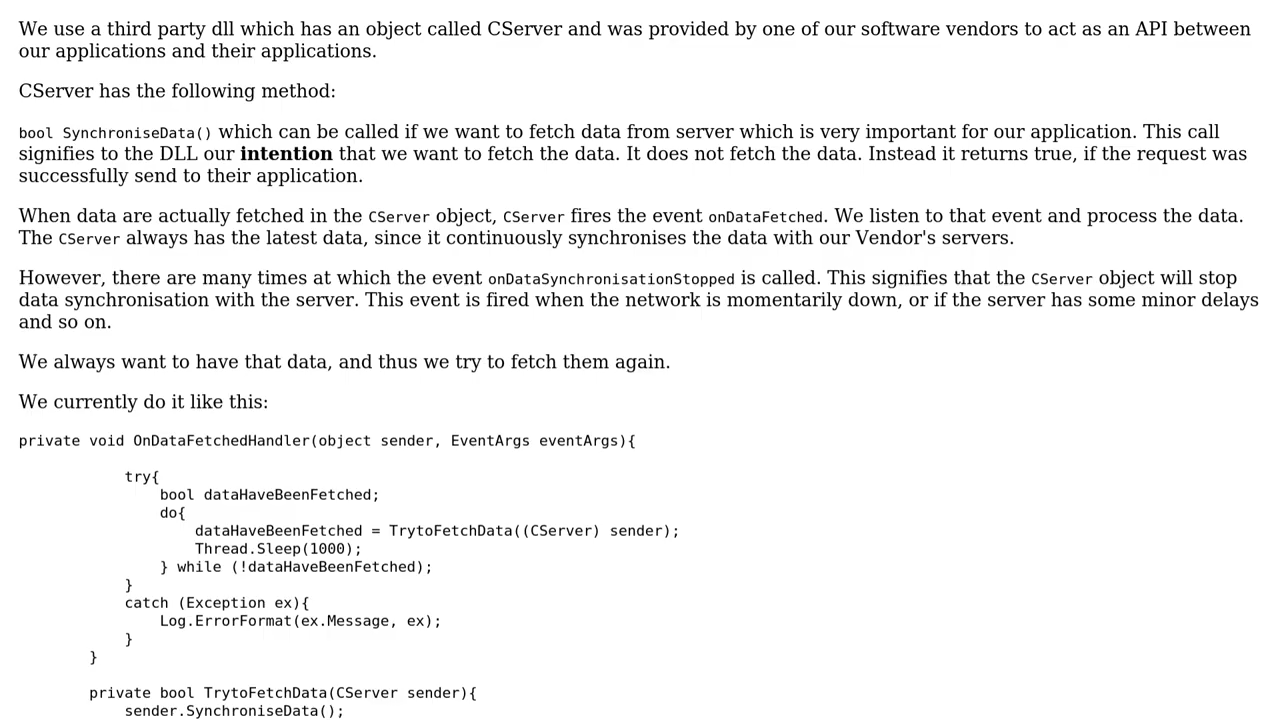 We use a third party dll which has an object called CServer and was provided by one of our software vendors to act as an API between
our applications and their applications.
CServer has the following method:
bool SynchroniseData() which can be called if we want to fetch data from server which is very important for our application. This call
signifies to the DLL our intention that we want to fetch the data. It does not fetch the data. Instead it returns true, if the request was
successfully send to their application.
When data are actually fetched in the CServer object, CServer fires the event onDataFetched. We listen to that event and process the data.
The CServer always has the latest data, since it continuously synchronises the data with our Vendor's servers.
However, there are many times at which the event onDataSynchronisationStopped is called. This signifies that the CServer object will stop
data synchronisation with the server. This event is fired when the network is momentarily down, or if the server has some minor delays
and so on.
We always want to have that data, and thus we try to fetch them again.
We currently do it like this:
private void OnDataFetchedHandler(object sender, EventArgs eventArgs){
try{
bool dataHaveBeenFetched;
do{
dataHaveBeenFetched = TrytoFetchData((CServer) sender);
Thread.Sleep(1000);
} while (!dataHaveBeenFetched);
}
catch (Exception ex){
Log.ErrorFormat(ex.Message, ex);
}
}
private bool TrytoFetchData(CServer sender){
sender.SynchroniseData();